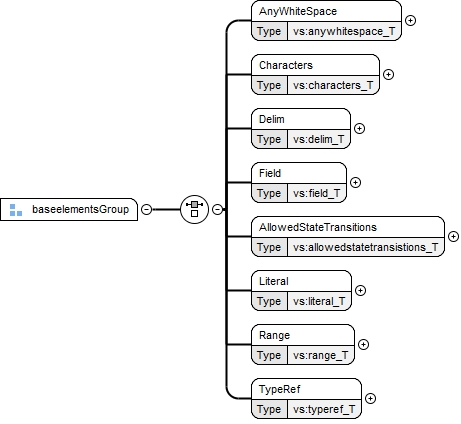 AnyWhiteSpace
Type vs:anywhitespace_T
Characters
Type vs:characters_T
Delim
Type vs:delim_T
Field
Type vs:field_T
baseelementsGroup
AllowedStateTransitions
Type vs:allowedstatetransistions_T
Literal
Type vs:literal_T
Range
Type vs:range_T
TypeRef
Type vs:typeref_T